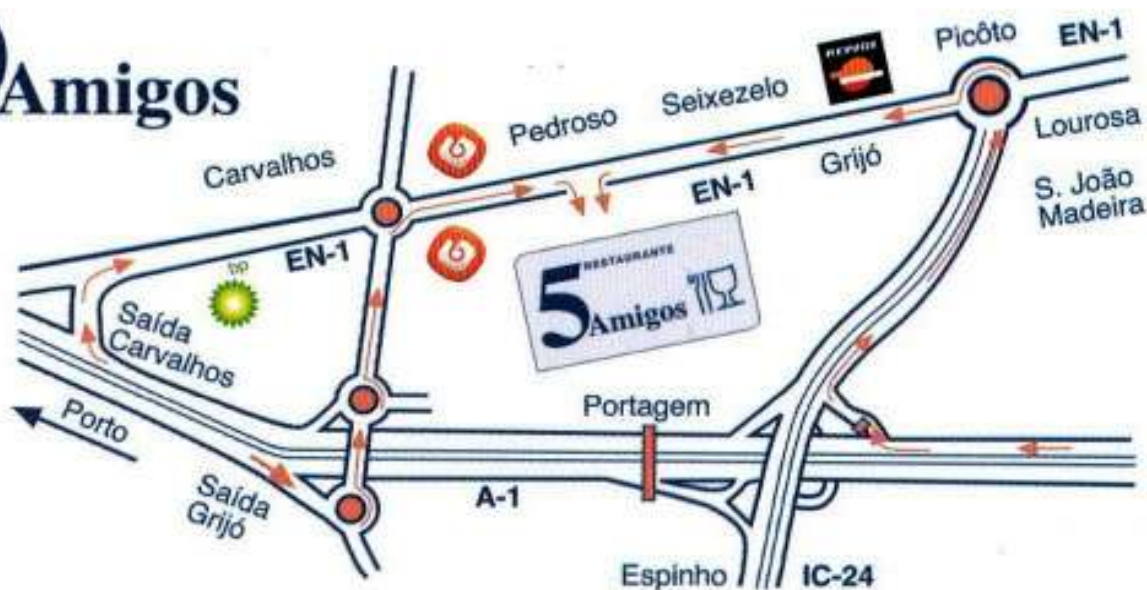 Amigos
Picôto
EN-1
REPSOL
Seixezelo
Pedroso
Lourosa
Carvalhos
Grijó
EN-1
S. João
Madeira
EN-1
bp
RESTAURANTE
5
Amigos
Saída
Carvalhos
Portagem
Porto
Saída
Grijó
A-1
Espinho
IC-24